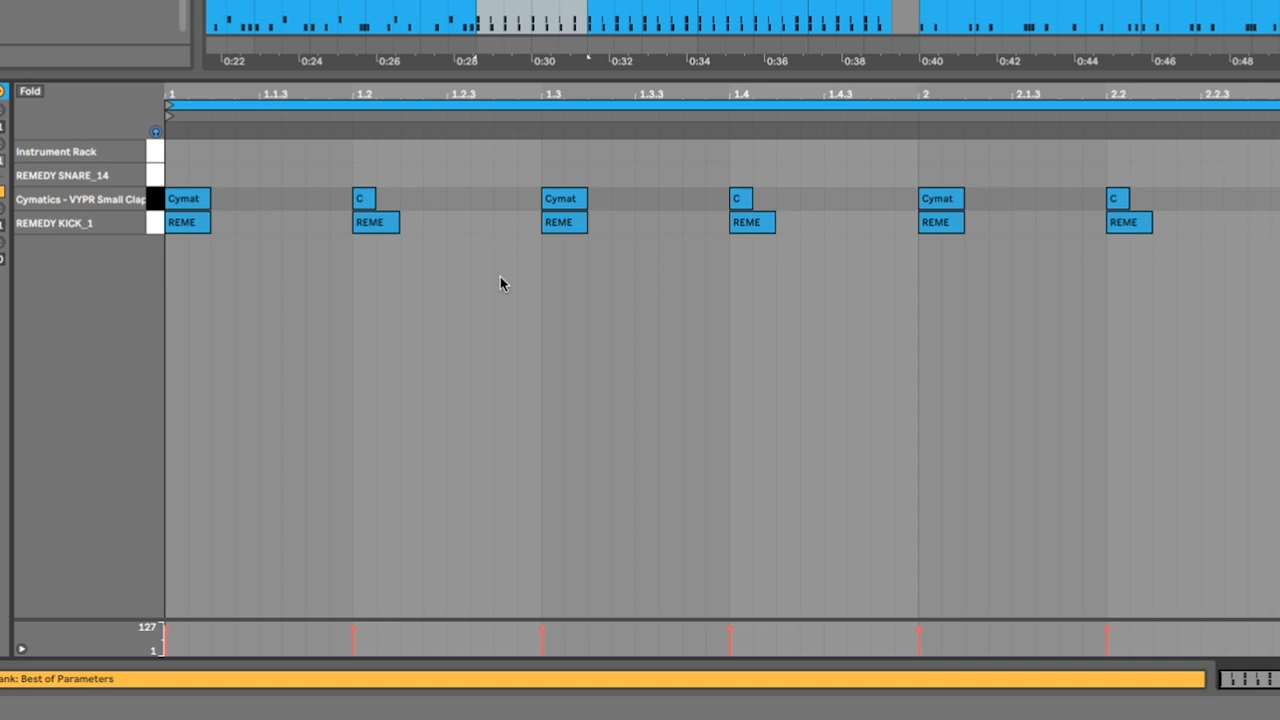 0:22 0:24 0:26 0:28 0:30 0:32 0:34 0:36 0:38 0:40 0:42 0:44 0:46 0:48
Fold 1 1.1.3 1.2 1.2.3 1.3 1.3.3 1.4 1.4.3 2 2.1.3 2.2 2.2.3
Instrument Rack
REMEDY SNARE_14
Cymatics - VYPR Small Clap Cymat C Cymat C Cymat C
REMEDY KICK_1 REME REME REME REME REME REME
127
1
ank: Best of Parameters